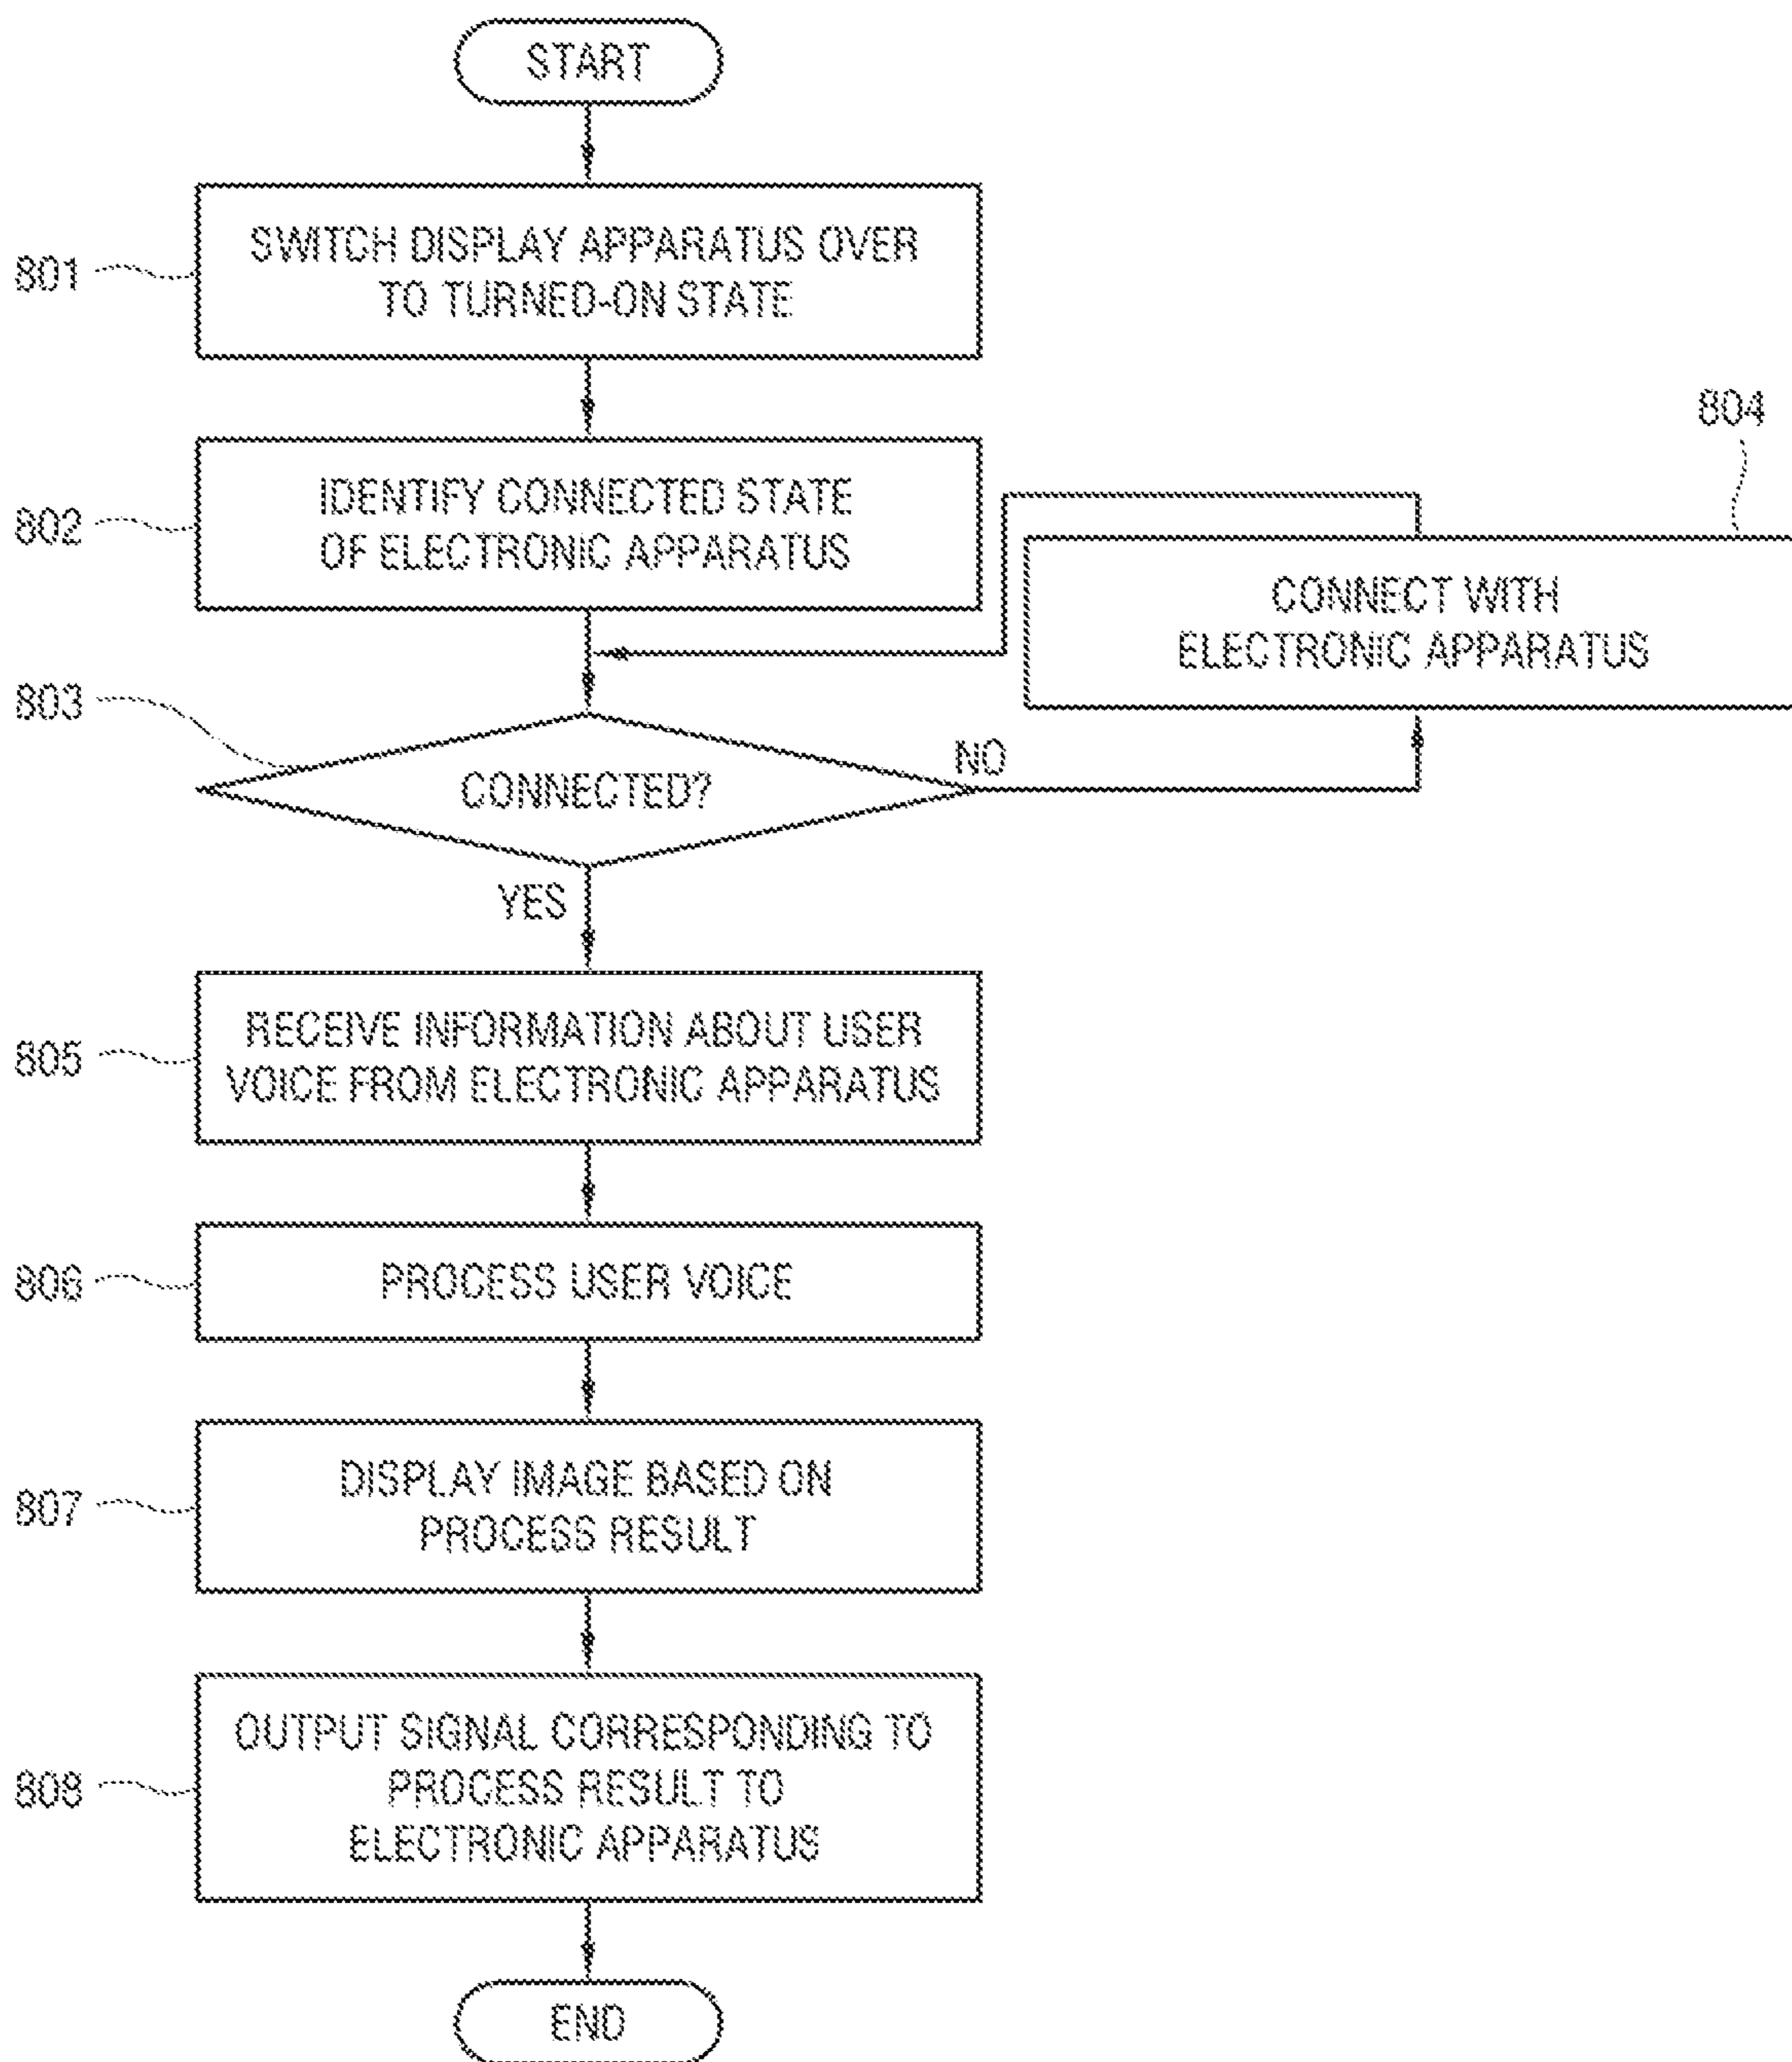 START
801
SWITCH DISPLAY APPARATUS OVER
TO TURNED-ON STATE
802
IDENTIFY CONNECTED STATE
OF ELECTRONIC APPARATUS
804
CONNECT WITH
ELECTRONIC APPARATUS
803
CONNECTED?
NO
YES
805
RECEIVE INFORMATION ABOUT USER
VOICE FROM ELECTRONIC APPARATUS
806
PROCESS USER VOICE
807
DISPLAY IMAGE BASED ON
PROCESS RESULT
808
OUTPUT SIGNAL CORRESPONDING TO
PROCESS RESULT TO
ELECTRONIC APPARATUS
END